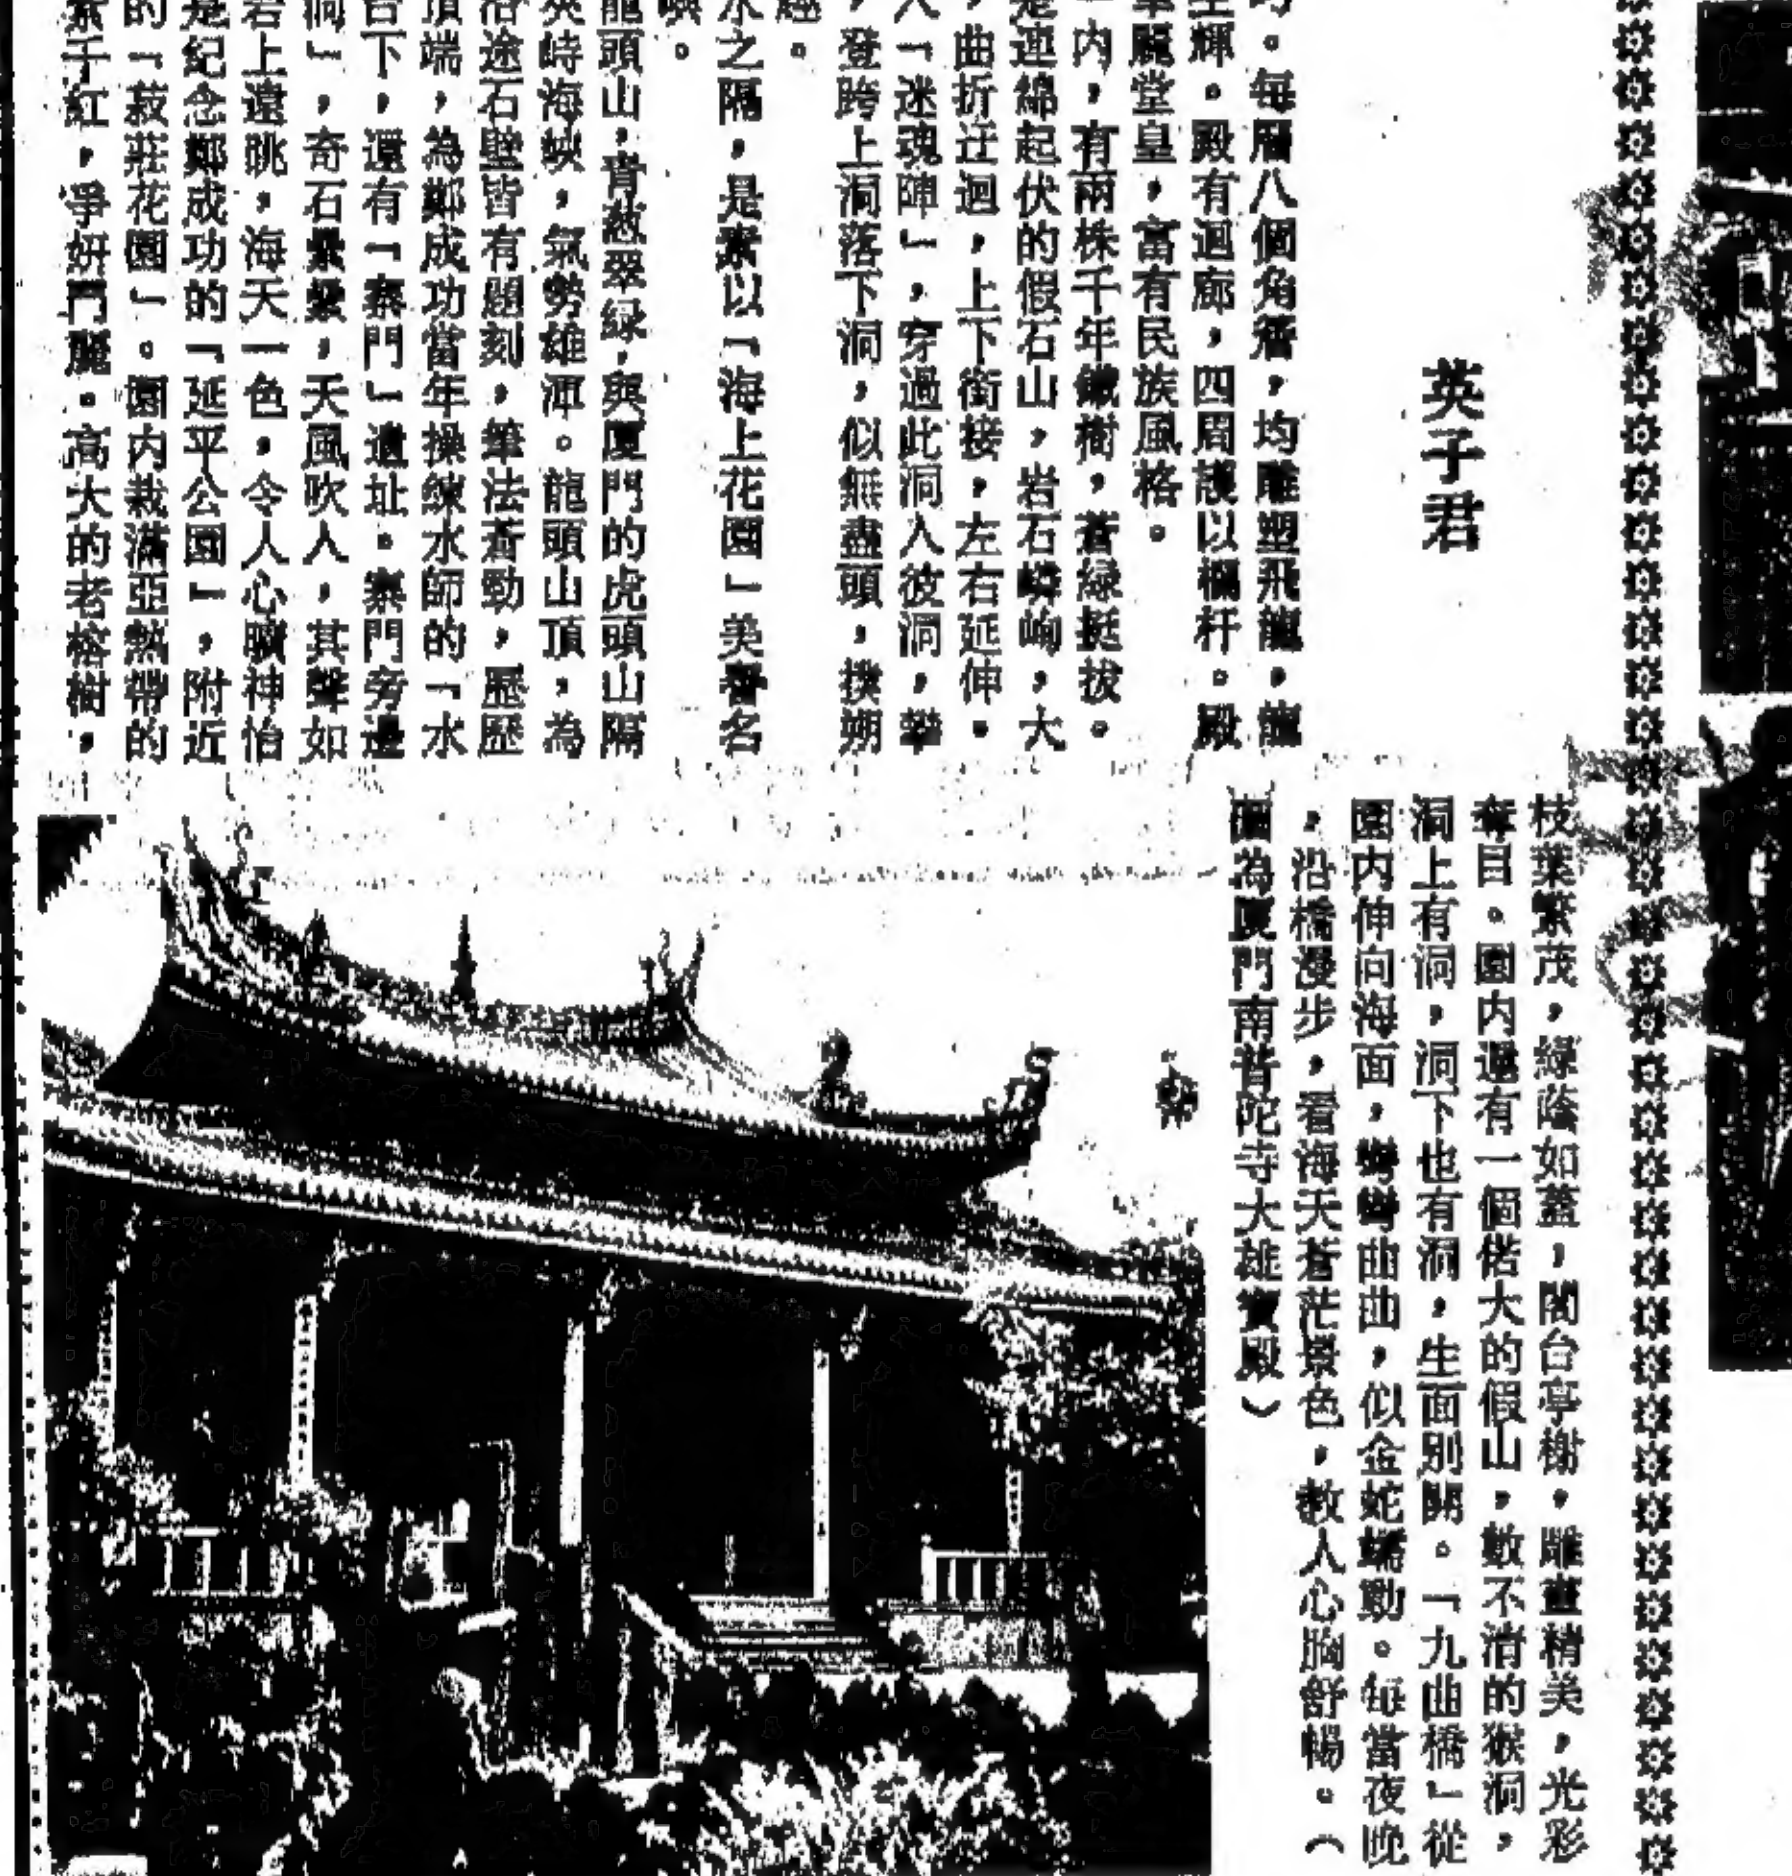 英子君
。每層八個角簷，均雕塑飛龍，龍
生輝。殿有迴廊，四周護以欄杆。殿
華麗堂皇，富有民族風格。
內，有兩株千年鐵樹，蒼綠挺拔。
是連綿起伏的假石山，岩石嶙峋，大
，曲折迂迴，上下銜接，左右延伸。
入「迷魂陣」，穿過此洞入彼洞，攀
，登跨上洞落下洞，似無盡頭，撲朔
趣。
水之隔，是素以「海上花園」美譽名
嶼。
龍頭山，青葱翠綠，與厦門的虎頭山隔
夾峙海峽，氣勢雄渾。龍頭山頂，為
沿途石壁皆有題刻，筆法蒼勁，歷歷
頂端，為鄭成功當年操練水師的「水
台下，還有「寨門」遺址。寨門旁邊
洞」，奇石纍纍，天風吹人，其聲如
岩上遠眺，海天一色，令人心曠神怡
是紀念鄭成功的「延平公園」，附近
的「菽莊花園」。園內栽滿亞熱帶的
紫千紅，爭妍鬥麗。高大的老榕樹，
枝葉繁茂，綠蔭如蓋，閣台亭榭，雕畫精美，光彩
奪目。園內還有一個偌大的假山，數不清的猴洞，
洞上有洞，洞下也有洞，生面別開。「九曲橋」從
園內伸向海面，彎彎曲曲，似金蛇蠕動。每當夜晚
，沿橋漫步，看海天蒼茫景色，教人心胸舒暢。（
圖為厦門南普陀寺大雄寶殿）